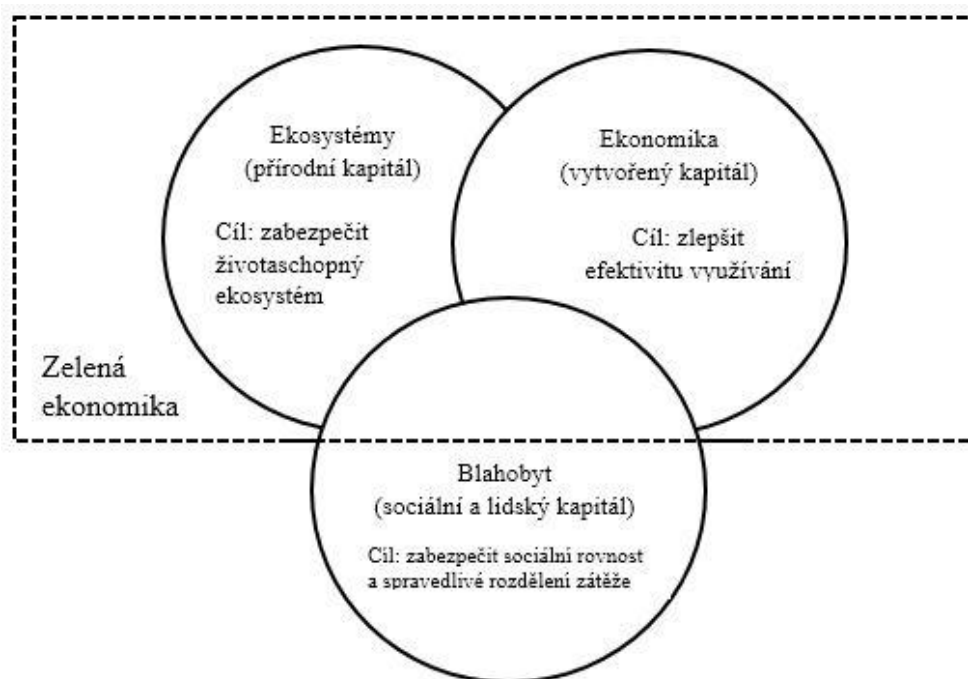 Ekosystémy
(přírodní kapitál)
Cíl: zabezpečit
životaschopný
ekosystém
Ekonomika
(vytvořený kapitál)
Cíl: zlepšit
efektivitu využívání
Zelená
ekonomika
Blahobyt
(sociální a lidský kapitál)
Cíl: zabezpečit sociální rovnost
a spravedlivé rozdělení zátěže